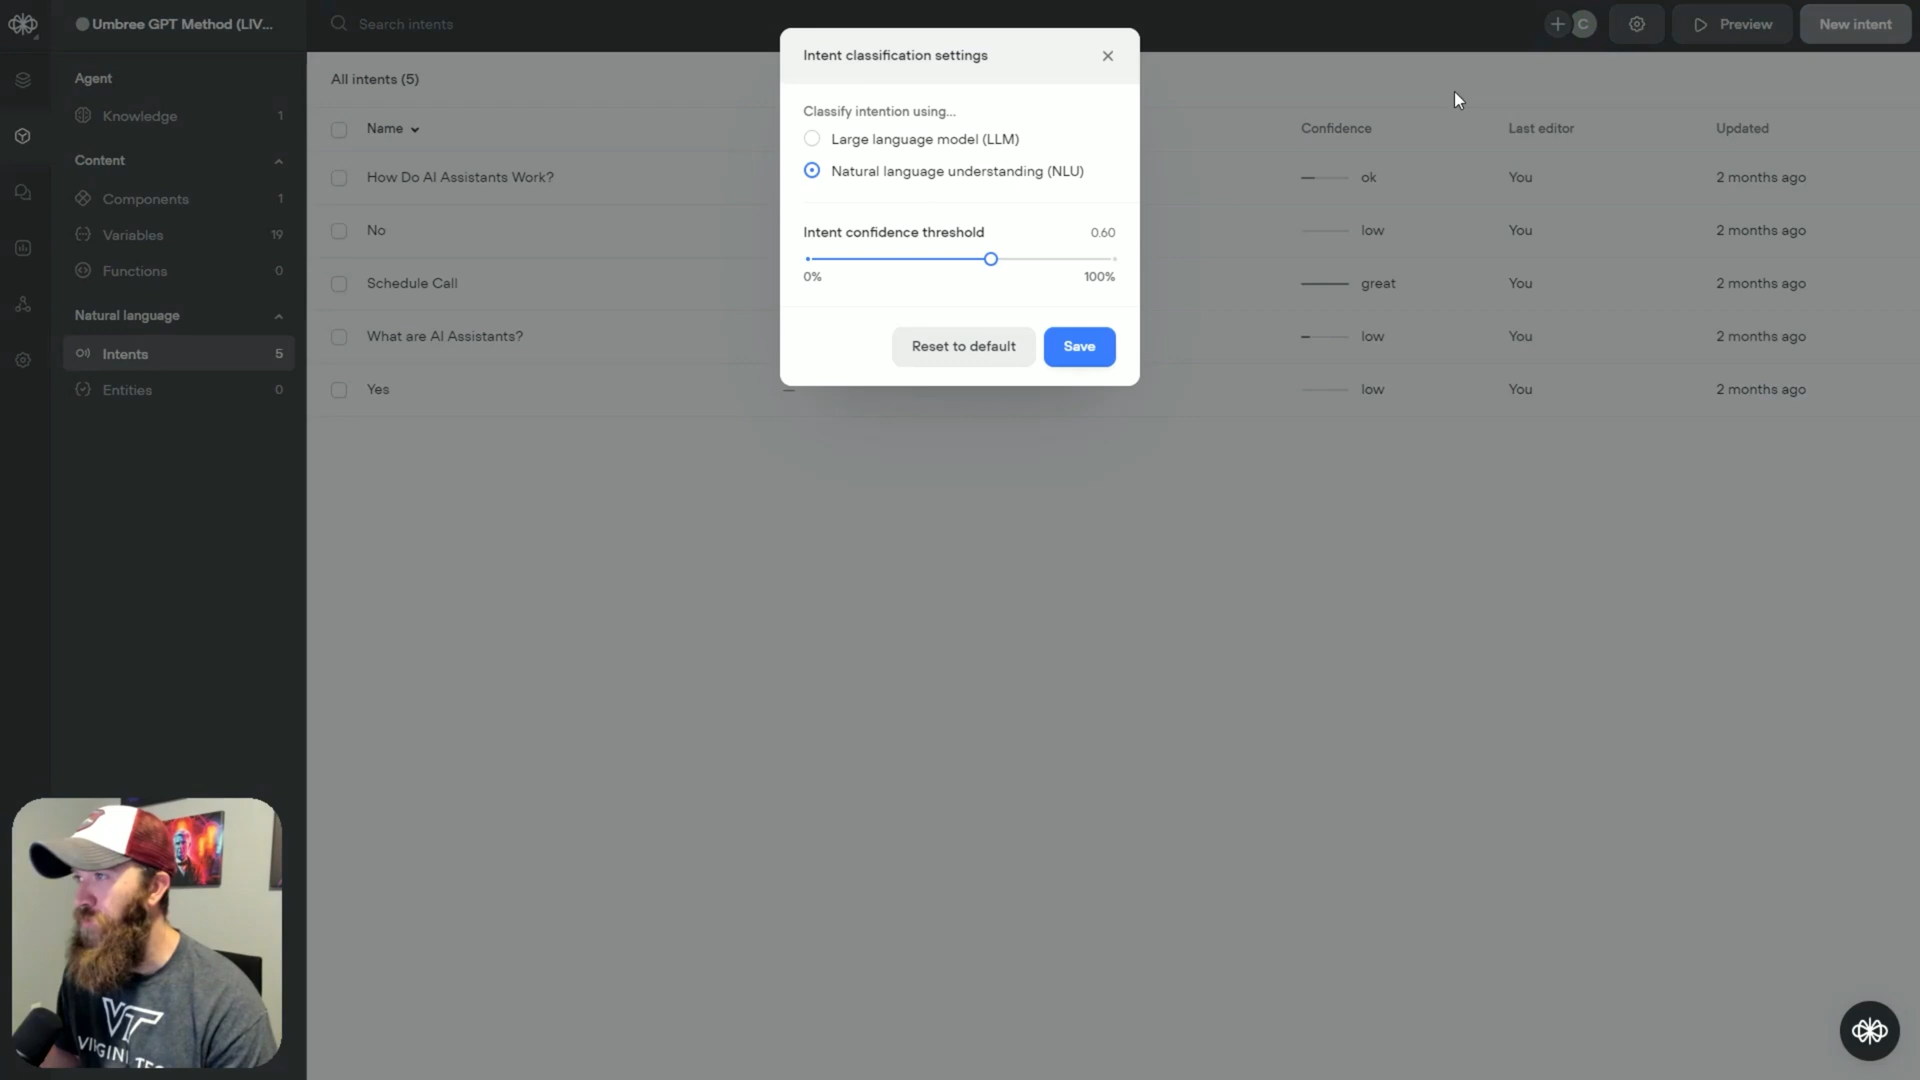 Umbree GPT Method (LIV...
Search intents
C
Preview
New intent
Agent
Knowledge 1
Content
Components 1
Variables 19
Functions 0
Natural language
Intents 5
Entities 0
All intents (5)
Name Confidence Last editor Updated
How Do AI Assistants Work? ok You 2 months ago
No low You 2 months ago
Schedule Call great You 2 months ago
What are AI Assistants? low You 2 months ago
Yes low You 2 months ago
Intent classification settings
Classify intention using...
Large language model (LLM)
Natural language understanding (NLU)
Intent confidence threshold 0.60
0% 100%
Reset to default Save
VT